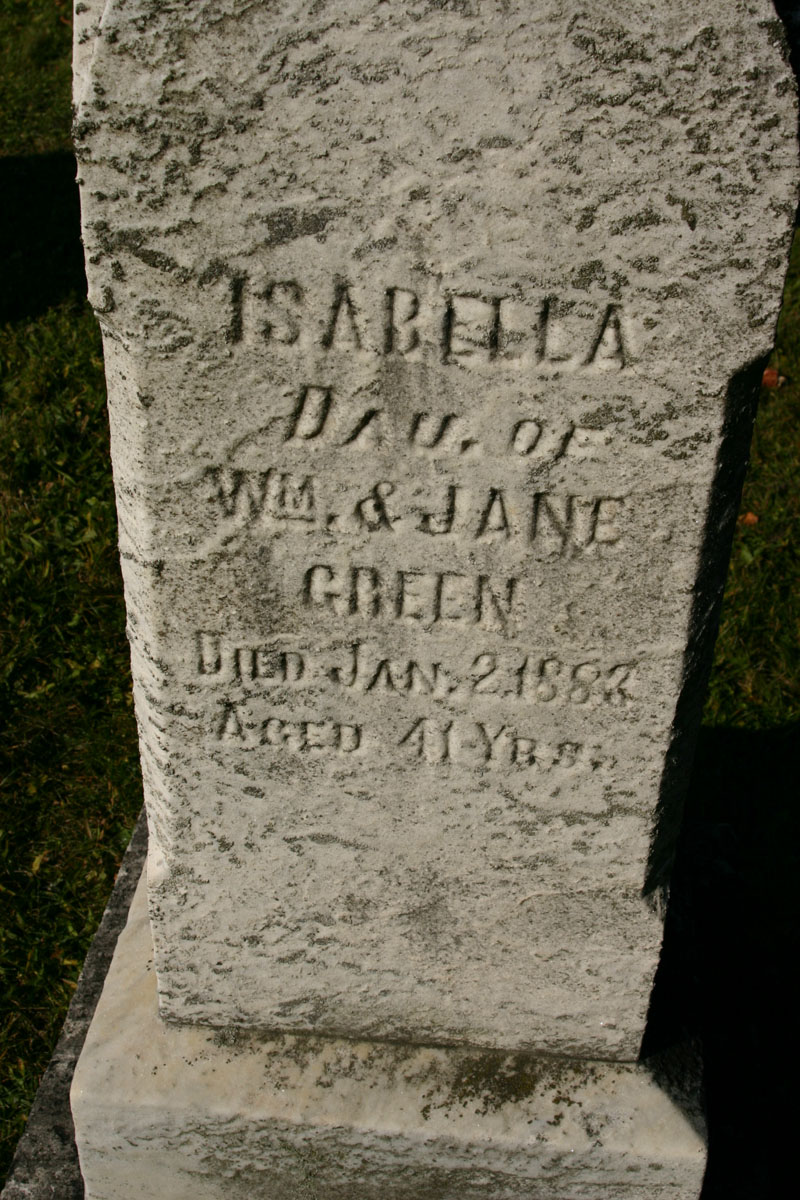 ISABELLA
DAU. OF
WM. & JANE
GREEN
DIED JAN. 2. 1883
AGED 41 YRS.